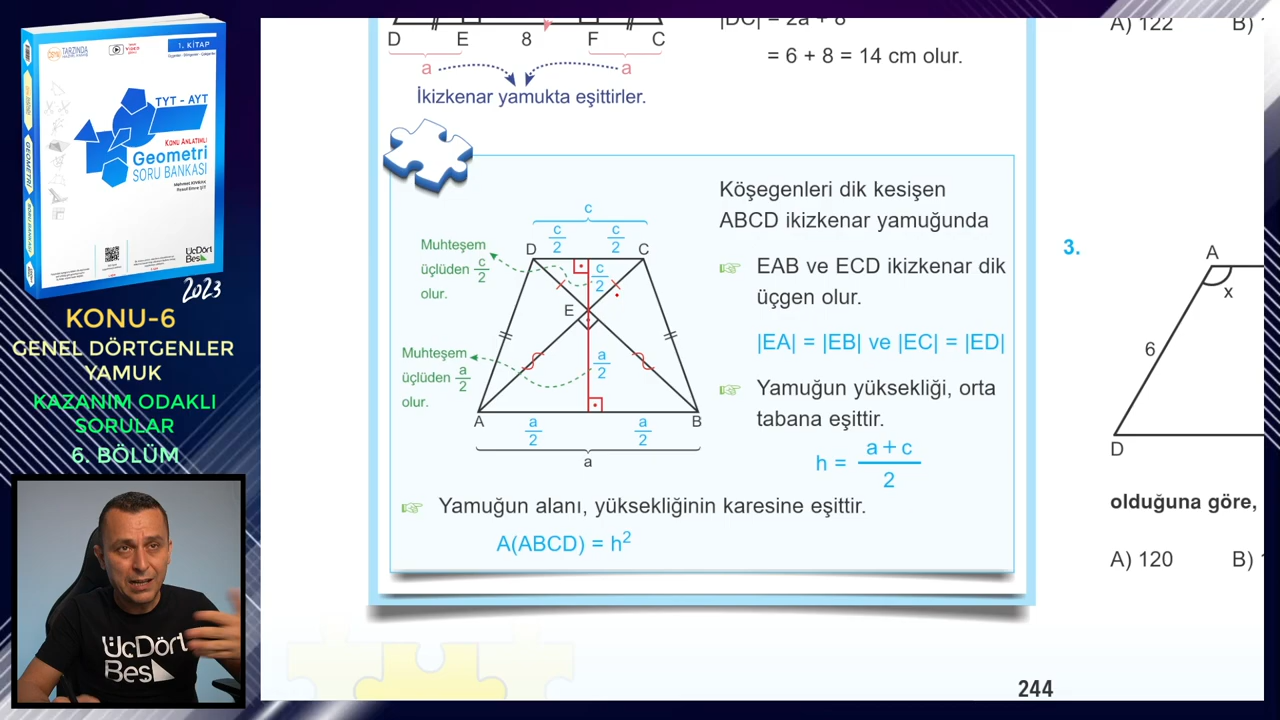 1. KİTAP
TARZINDA
TYT - AYT
KONU ANLATIMLI
Geometri
SORU BANKASI
GEOMETRİ
ÜçDört
Beş
2023
KONU-6
GENEL DÖRTGENLER
YAMUK
KAZANIM ODAKLI
SORULAR
6. BÖLÜM
ÜçDört
Beş
|DC| = 2a + 8
D E 8 F C
= 6 + 8 = 14 cm olur.
a a
İkizkenar yamukta eşittirler.
Köşegenleri dik kesişen
ABCD ikizkenar yamuğunda
EAB ve ECD ikizkenar dik
üçgen olur.
|EA| = |EB| ve |EC| = |ED|
Yamuğun yüksekliği, orta
tabana eşittir.
h = a + c / 2
c
c/2 c/2
D C
Muhteşem
üçlüden c/2
olur.
c/2
E
Muhteşem
üçlüden a/2
olur.
a/2
A B
a/2 a/2
a
Yamuğun alanı, yüksekliğinin karesine eşittir.
A(ABCD) = h²
244
A) 122 B)
3.
A
x
6
D
olduğuna göre,
A) 120 B)